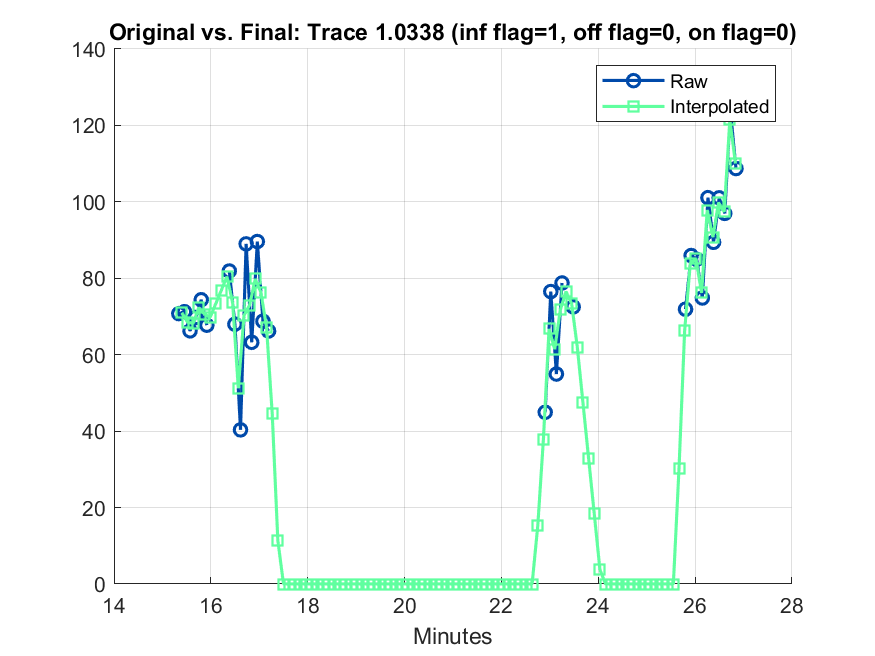 Original vs. Final: Trace 1.0338 (inf flag=1, off flag=0, on flag=0)
140
120
100
80
60
40
20
0
Raw
Interpolated
14 16 18 20 22 24 26 28
Minutes